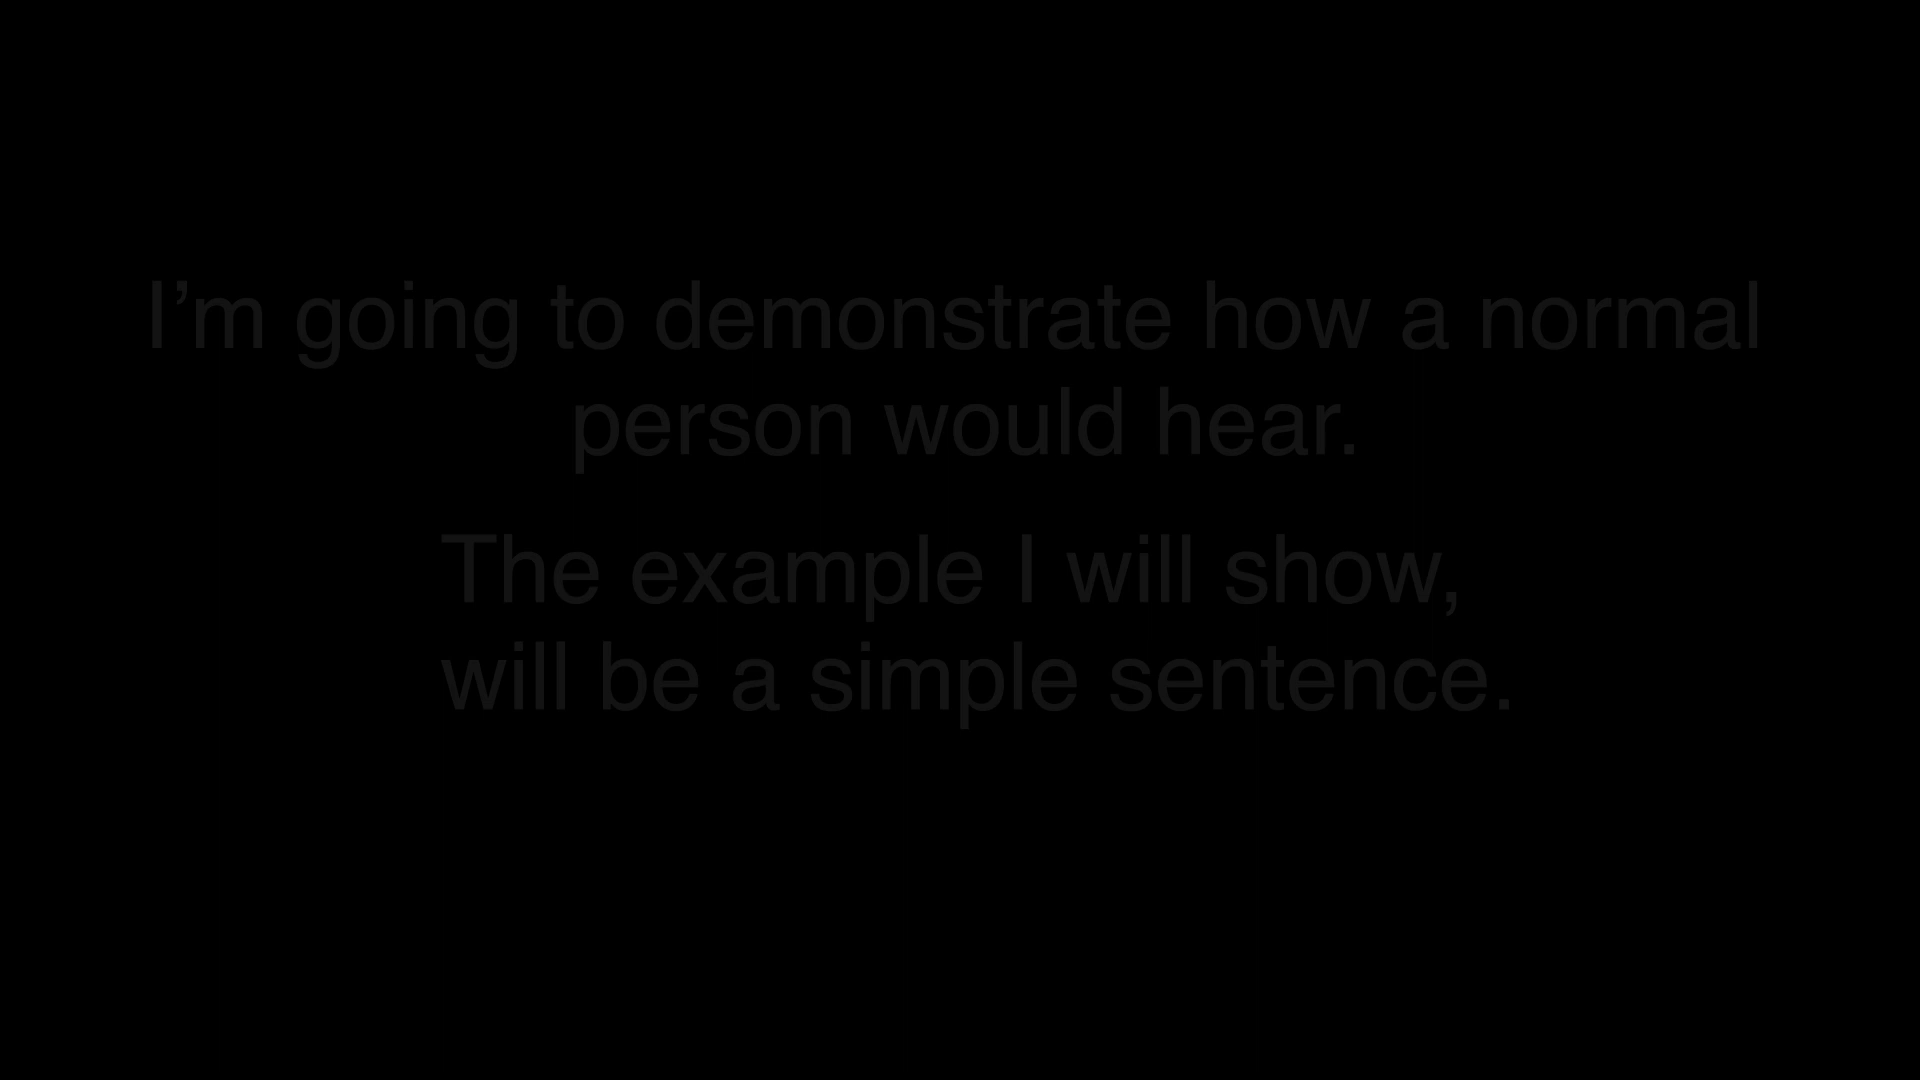 I’m going to demonstrate how a normal
person would hear.
The example I will show,
will be a simple sentence.